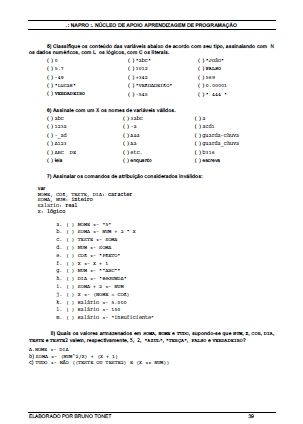 .: NAPRO :. NÚCLEO DE APOIO APRENDIZAGEM DE PROGRAMAÇÃO
5) Classifique os conteúdo das variáveis abaixo de acordo com seu tipo, assinalando com N
os dados numéricos, com L os lógicos, com C os literais.
( ) 0 ( ) "abc" ( ) "João"
( ) 5.7 ( ) 1012 ( ) FALSO
( ) -49 ( ) +342 ( ) 569
( ) "Lucas" ( ) "VERDADEIRO" ( ) 0.00001
( ) VERDADEIRO ( ) -545 ( ) " 444 "
6) Assinale com um X os nomes de variáveis válidos.
( ) abc ( ) 3abc ( ) a
( ) 123a ( ) -a ( ) acd1
( ) -_ad ( ) A&a ( ) guarda-chuva
( ) A123 ( ) Aa ( ) guarda_chuva
( ) ABC DE ( ) etc. ( ) b316
( ) leia ( ) enquanto ( ) escreva
7) Assinalar os comandos de atribuição considerados inválidos:
var
NOME, COR, TESTE, DIA: caracter
SOMA, NUM: inteiro
salario: real
X: lógico
a. ( ) NOME <- "5"
b. ( ) SOMA <- NUM + 2 * X
c. ( ) TESTE <- SOMA
d. ( ) NUM <- SOMA
e. ( ) COR <- "PRETO"
f. ( ) X <- X + 1
g. ( ) NUM <- "*ABC*"
h. ( ) DIA <- "SEGUNDA"
i. ( ) SOMA + 2 <- NUM
j. ( ) X <- (NOME = COR)
k. ( ) salário <- 5.000
l. ( ) salário <- 150
m. ( ) salário <- "insuficiente"
8) Quais os valores armazenados em SOMA, NOME e TUDO, supondo-se que NUM, X, COR, DIA,
TESTE e TESTE2 valem, respectivamente, 5, 2, "AZUL", "TERÇA", FALSO e VERDADEIRO?
A.NOME <- DIA
b) SOMA <- (NUM^2/X) + (X + 1)
c) TUDO <- NÃO ((TESTE OU TESTE2) E (X <> NUM))
ELABORADO POR BRUNO TONET 39